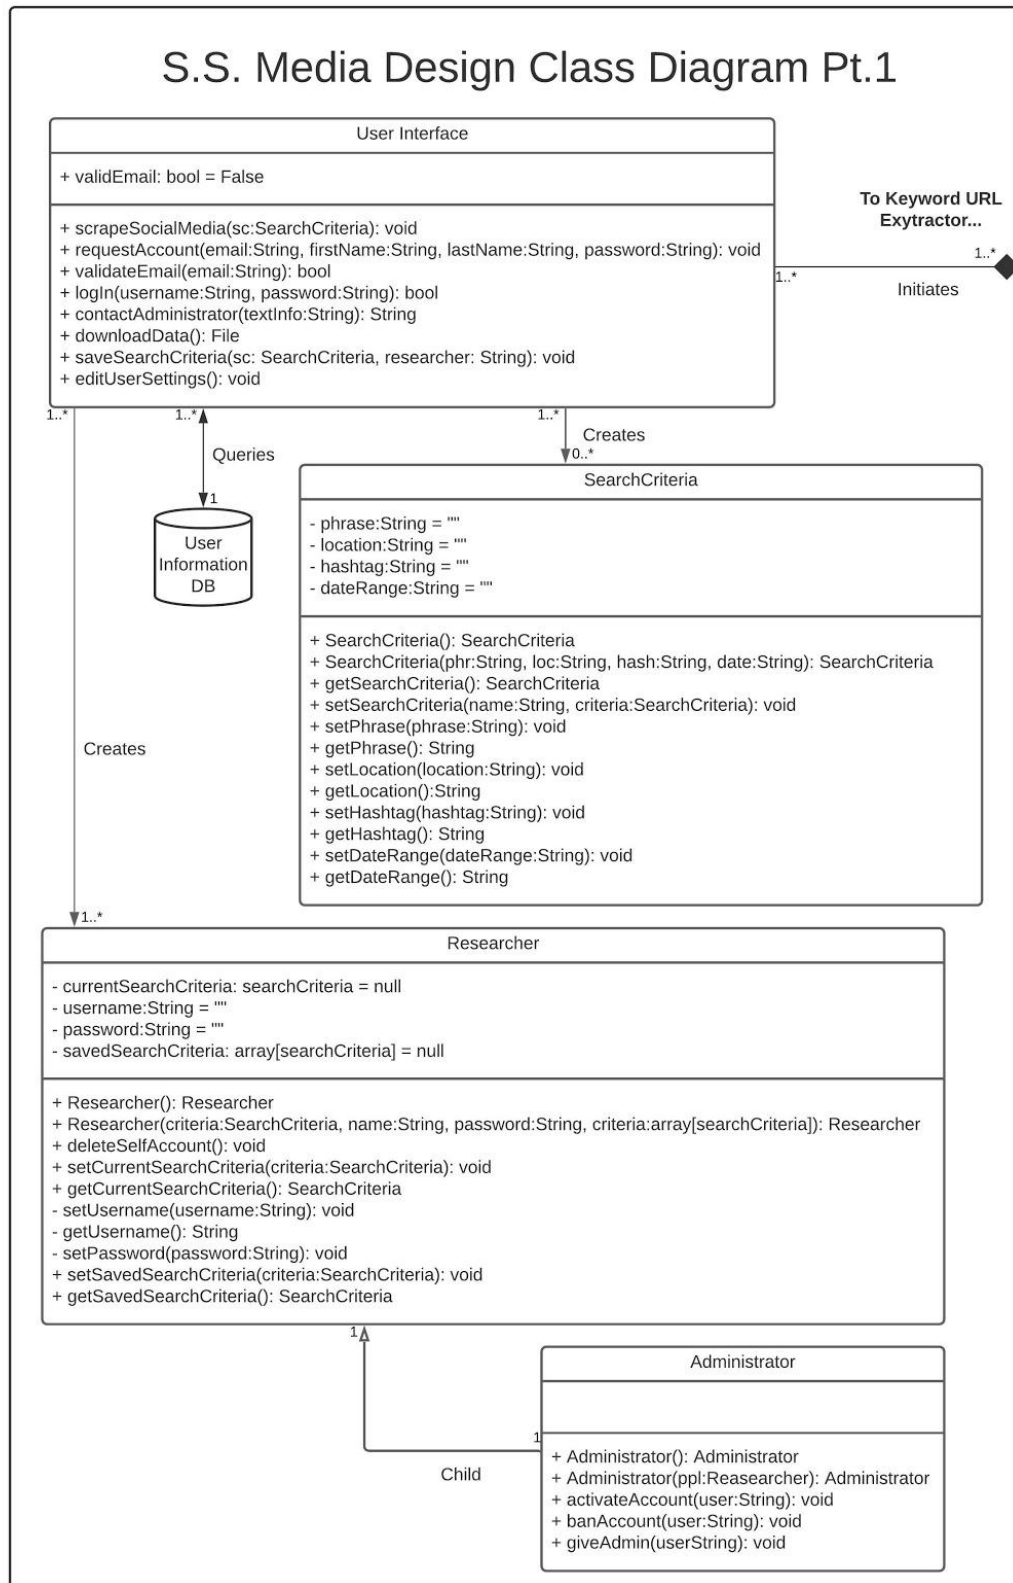 S.S. Media Design Class Diagram Pt.1
User Interface
+ validEmail: bool = False
+ scrapeSocialMedia(sc:SearchCriteria): void
+ requestAccount(email:String, firstName:String, lastName:String, password:String): void
+ validateEmail(email:String): bool
+ logIn(username:String, password:String): bool
+ contactAdministrator(textInfo:String): String
+ downloadData(): File
+ saveSearchCriteria(sc: SearchCriteria, researcher: String): void
+ editUserSettings(): void
To Keyword URL
Exytractor...
1..*
1..*
Initiates
1..*
1..*
1..*
Queries
Creates
1
0..*
User
Information
DB
SearchCriteria
- phrase:String = ""
- location:String = ""
- hashtag:String = ""
- dateRange:String = ""
+ SearchCriteria(): SearchCriteria
+ SearchCriteria(phr:String, loc:String, hash:String, date:String): SearchCriteria
+ getSearchCriteria(): SearchCriteria
+ setSearchCriteria(name:String, criteria:SearchCriteria): void
+ setPhrase(phrase:String): void
+ getPhrase(): String
+ setLocation(location:String): void
+ getLocation():String
+ setHashtag(hashtag:String): void
+ getHashtag(): String
+ setDateRange(dateRange:String): void
+ getDateRange(): String
Creates
1..*
Researcher
- currentSearchCriteria: searchCriteria = null
- username:String = ""
- password:String = ""
- savedSearchCriteria: array[searchCriteria] = null
+ Researcher(): Researcher
+ Researcher(criteria:SearchCriteria, name:String, password:String, criteria:array[searchCriteria]): Researcher
+ deleteSelfAccount(): void
+ setCurrentSearchCriteria(criteria:SearchCriteria): void
+ getCurrentSearchCriteria(): SearchCriteria
- setUsername(username:String): void
- getUsername(): String
- setPassword(password:String): void
+ setSavedSearchCriteria(criteria:SearchCriteria): void
+ getSavedSearchCriteria(): SearchCriteria
1
1
Child
Administrator
+ Administrator(): Administrator
+ Administrator(ppl:Reasearcher): Administrator
+ activateAccount(user:String): void
+ banAccount(user:String): void
+ giveAdmin(userString): void